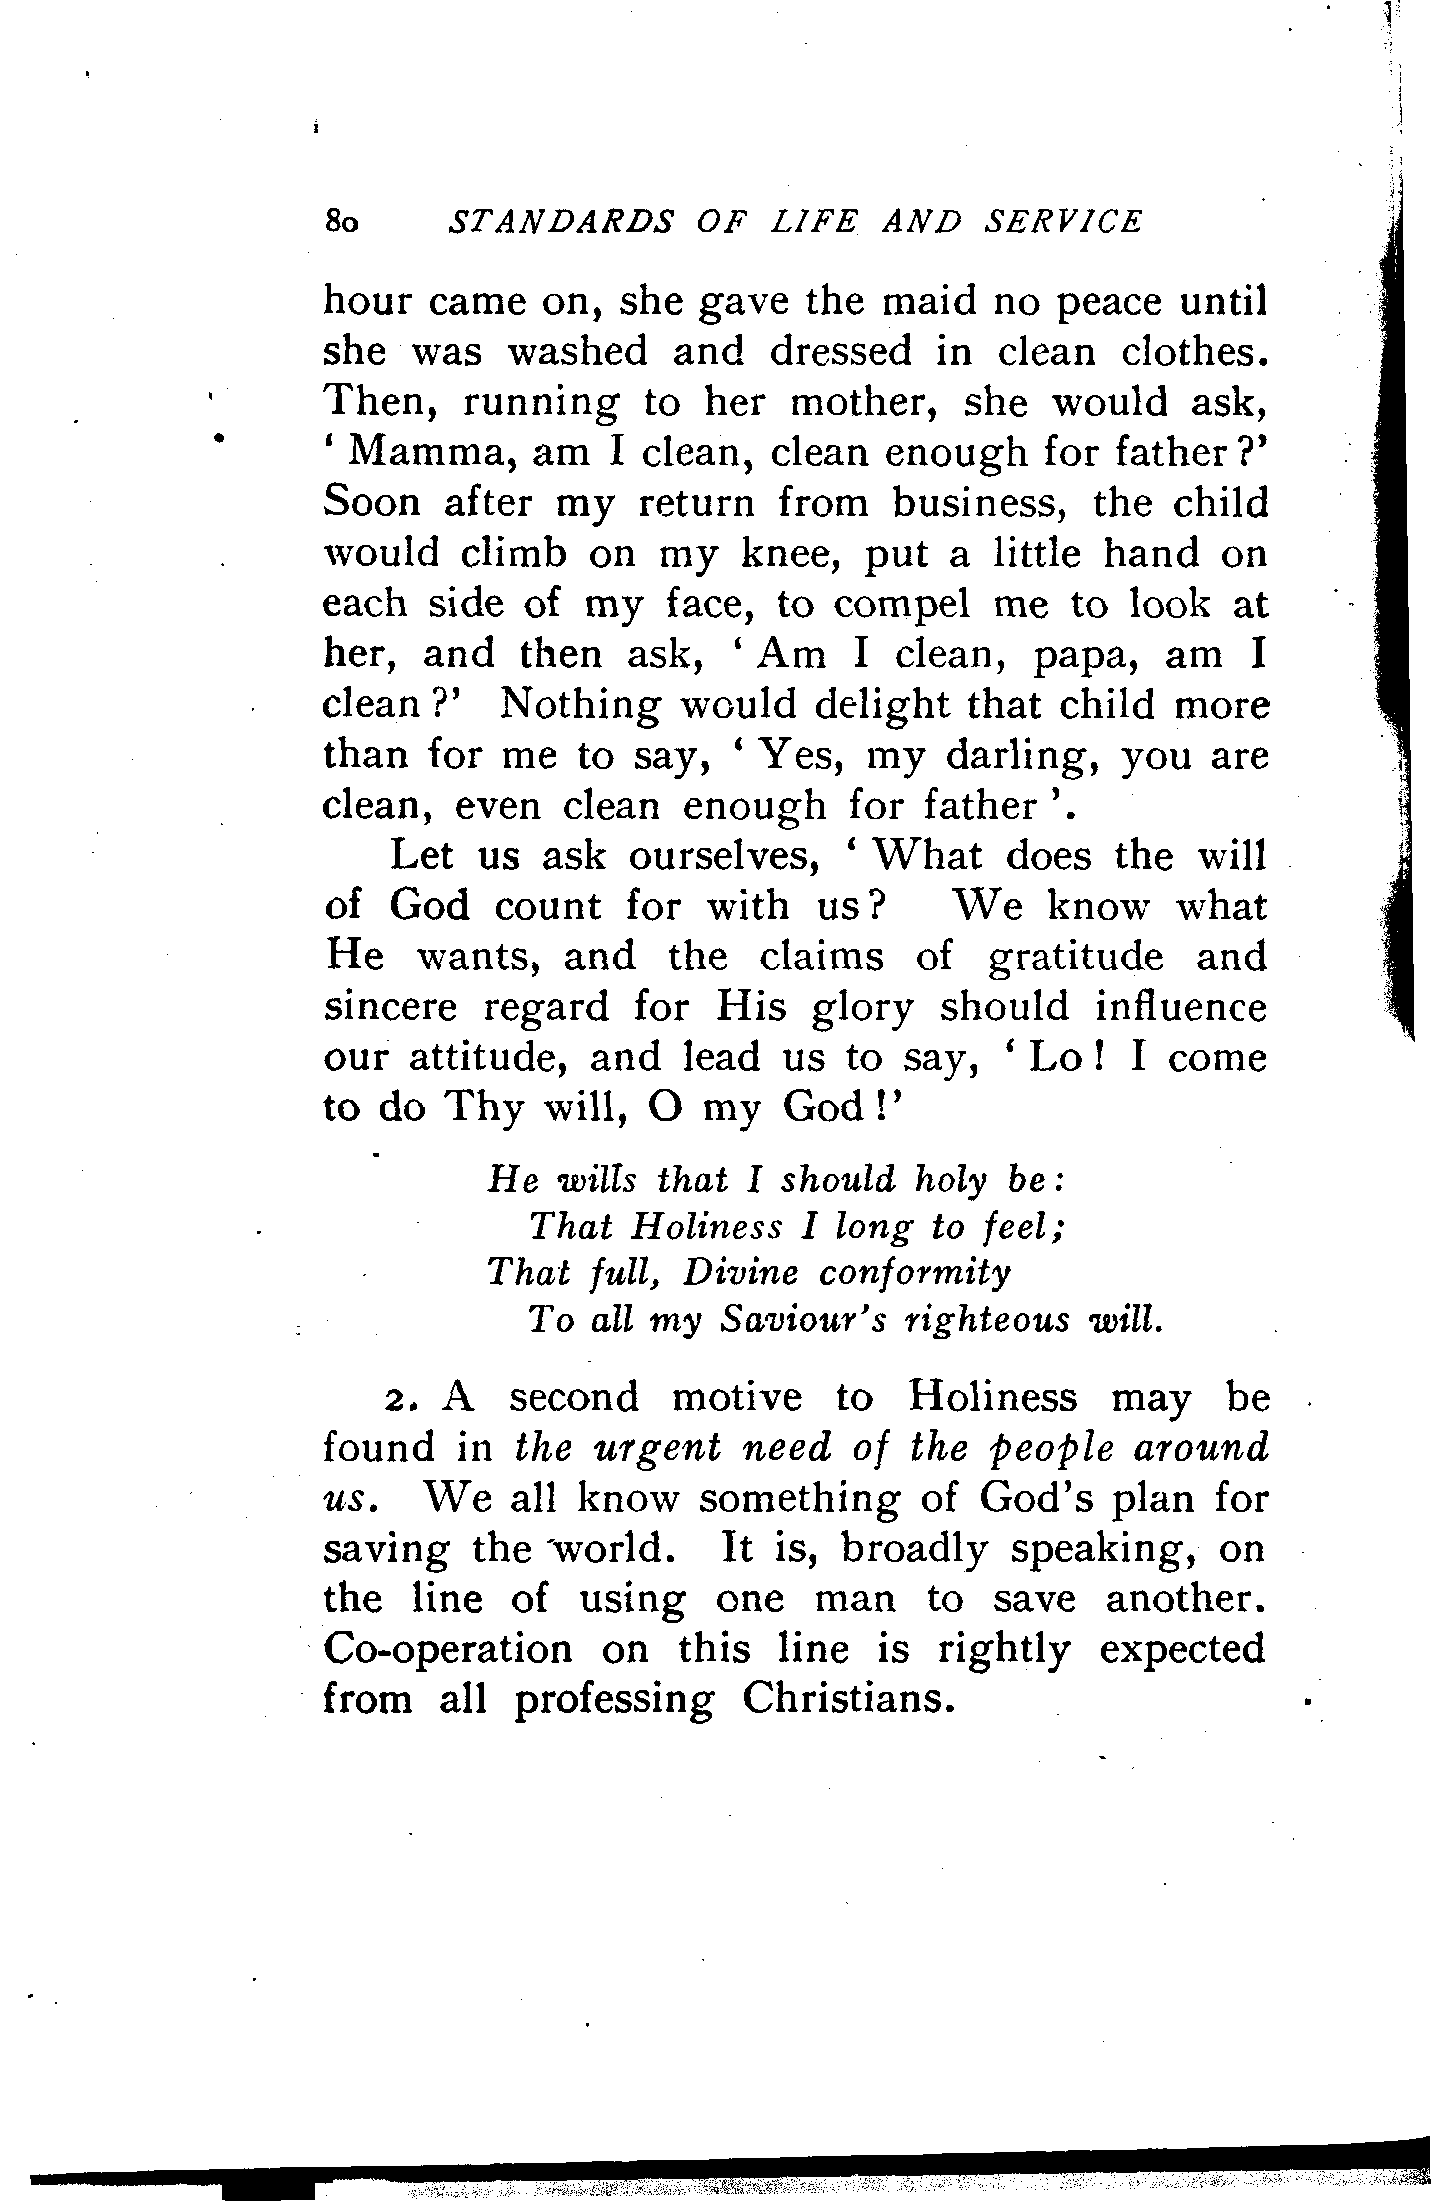 80 STANDARDS OF LIFE AND SERVICE
hour came on, she gave the maid no peace until
she was washed and dressed in clean clothes.
Then, running to her mother, she would ask,
‘ Mamma, am I clean, clean enough for father ?’
Soon after my return from business, the child
would climb on my knee, put a little hand on
each side of my face, to compel me to look at
her, and then ask, ‘ Am I clean, papa, am I
clean ?’ Nothing would delight that child more
than for me to say, ‘ Yes, my darling, you are
clean, even clean enough for father ’.
Let us ask ourselves, ‘ What does the will
of God count for with us ? We know what
He wants, and the claims of gratitude and
sincere regard for His glory should influence
our attitude, and lead us to say, ‘ Lo ! I come
to do Thy will, O my God !’
He wills that I should holy be :
That Holiness I long to feel;
That full, Divine conformity
To all my Saviour's righteous will.
2. A second motive to Holiness may be
found in the urgent need of the people around
us. We all know something of God's plan for
saving the world. It is, broadly speaking, on
the line of using one man to save another.
Co-operation on this line is rightly expected
from all professing Christians.